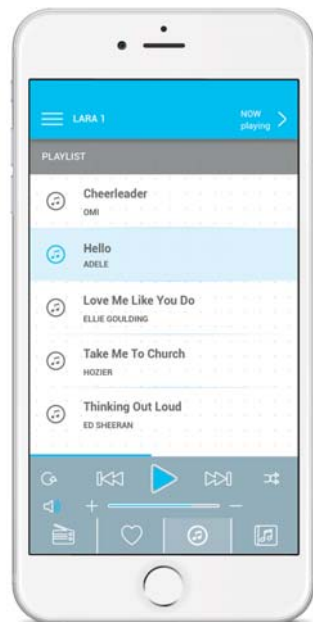 LARA 1
NOW
playing
PLAYLIST
Cheerleader
OMI
Hello
ADELE
Love Me Like You Do
ELLIE GOULDING
Take Me To Church
HOZIER
Thinking Out Loud
ED SHEERAN